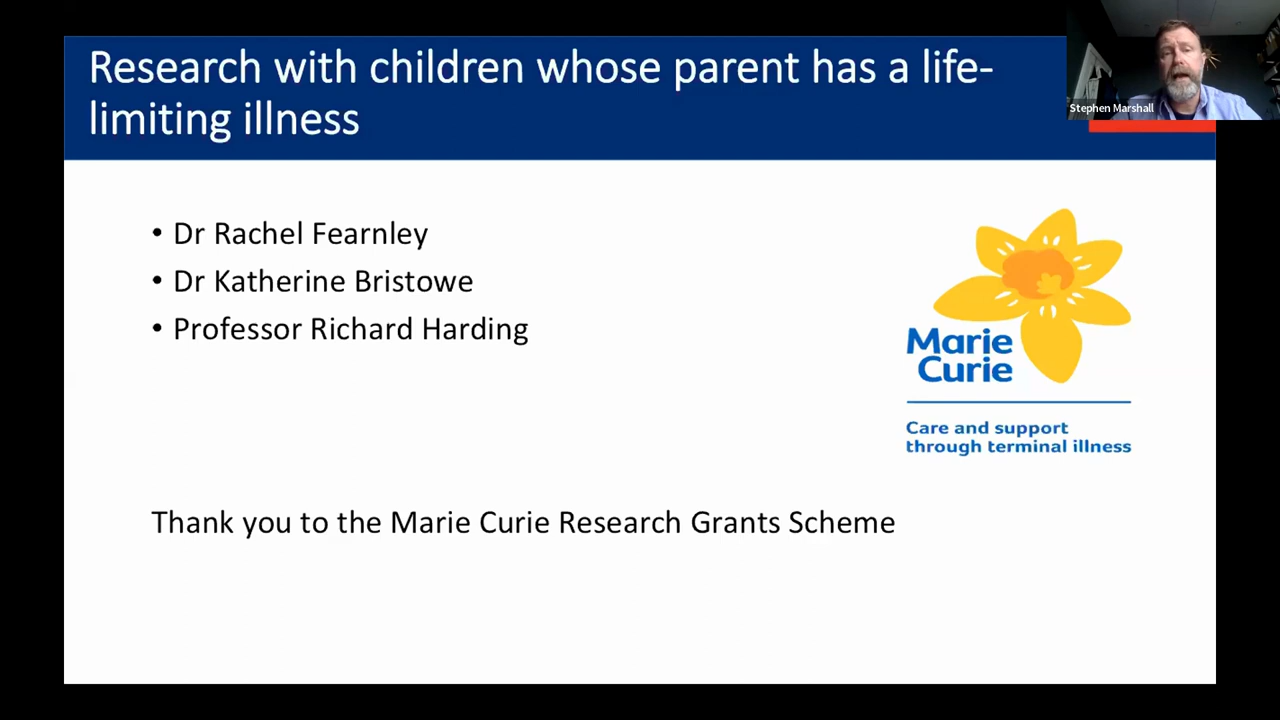 Research with children whose parent has a life-
limiting illness
Stephen Marshall
• Dr Rachel Fearnley
• Dr Katherine Bristowe
• Professor Richard Harding
Marie
Curie
Care and support
through terminal illness
Thank you to the Marie Curie Research Grants Scheme